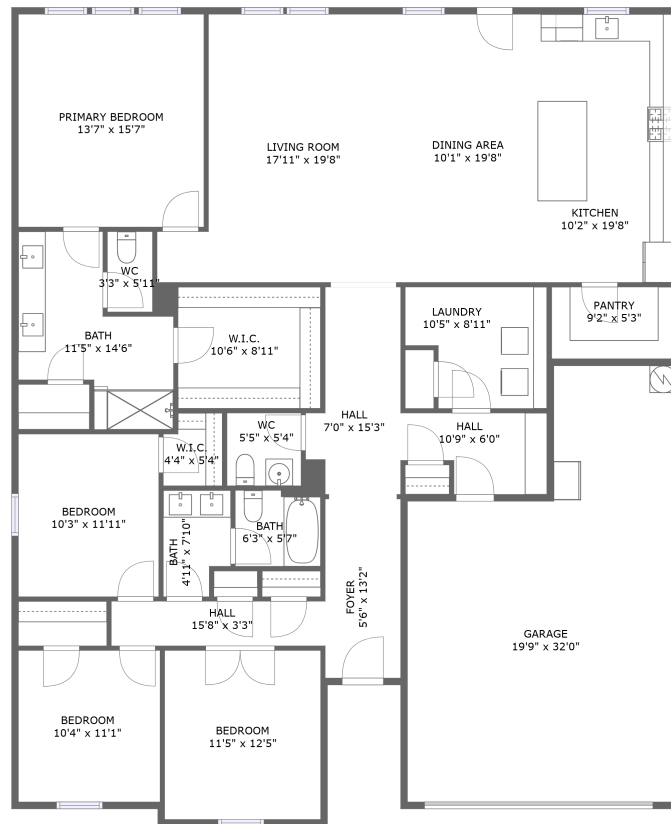 PRIMARY BEDROOM
13'7" x 15'7"
LIVING ROOM
17'11" x 19'8"
DINING AREA
10'1" x 19'8"
KITCHEN
10'2" x 19'8"
WC
3'3" x 5'11"
BATH
11'5" x 14'6"
W.I.C.
10'6" x 8'11"
LAUNDRY
10'5" x 8'11"
PANTRY
9'2" x 5'3"
HALL
7'0" x 15'3"
HALL
10'9" x 6'0"
W.I.C.
4'4" x 5'4"
WC
5'5" x 5'4"
BEDROOM
10'3" x 11'11"
BATH
4'11" x 7'10"
BATH
6'3" x 5'7"
HALL
15'8" x 3'3"
FOYER
5'6" x 13'2"
GARAGE
19'9" x 32'0"
BEDROOM
10'4" x 11'1"
BEDROOM
11'5" x 12'5"